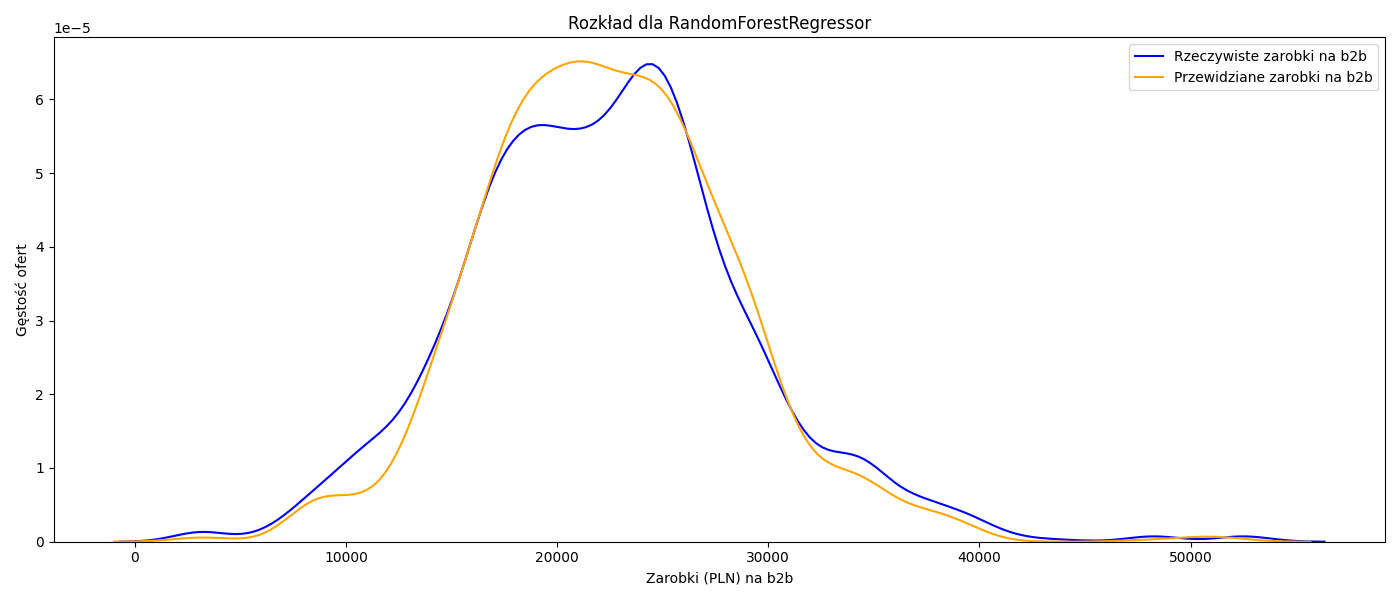 Rozkład dla RandomForestRegressor
1e−5
Rzeczywiste zarobki na b2b
Przewidziane zarobki na b2b
Gęstość ofert
6
5
4
3
2
1
0
0 10000 20000 30000 40000 50000
Zarobki (PLN) na b2b